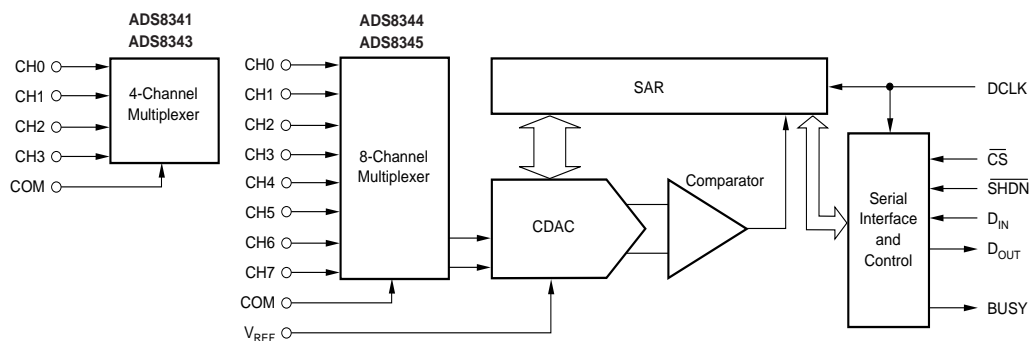 ADS8341
ADS8343
CH0
CH1
CH2
CH3
COM
4-Channel
Multiplexer
ADS8344
ADS8345
CH0
CH1
CH2
CH3
CH4
CH5
CH6
CH7
COM
VREF
8-Channel
Multiplexer
SAR
CDAC
Comparator
Serial
Interface
and
Control
DCLK
CS
SHDN
DIN
DOUT
BUSY